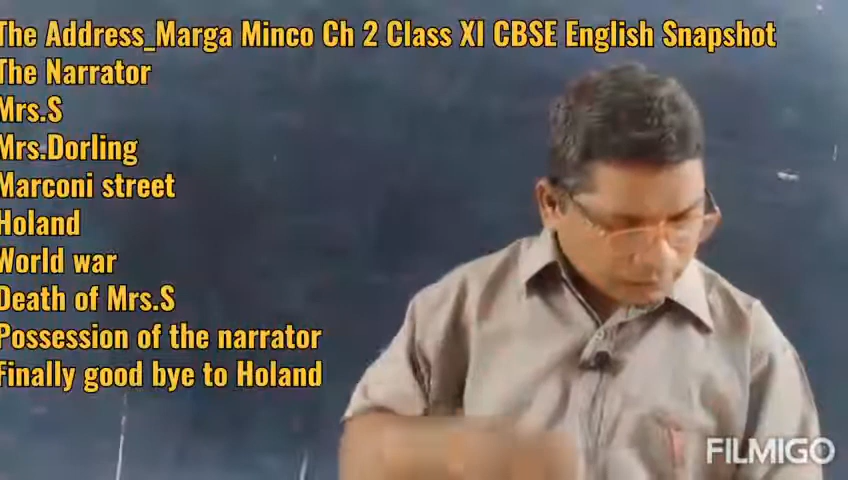 The Address_Marga Minco Ch 2 Class XI CBSE English Snapshot
The Narrator
Mrs.S
Mrs.Dorling
Marconi street
Holand
World war
Death of Mrs.S
Possession of the narrator
Finally good bye to Holand
FILMIGO